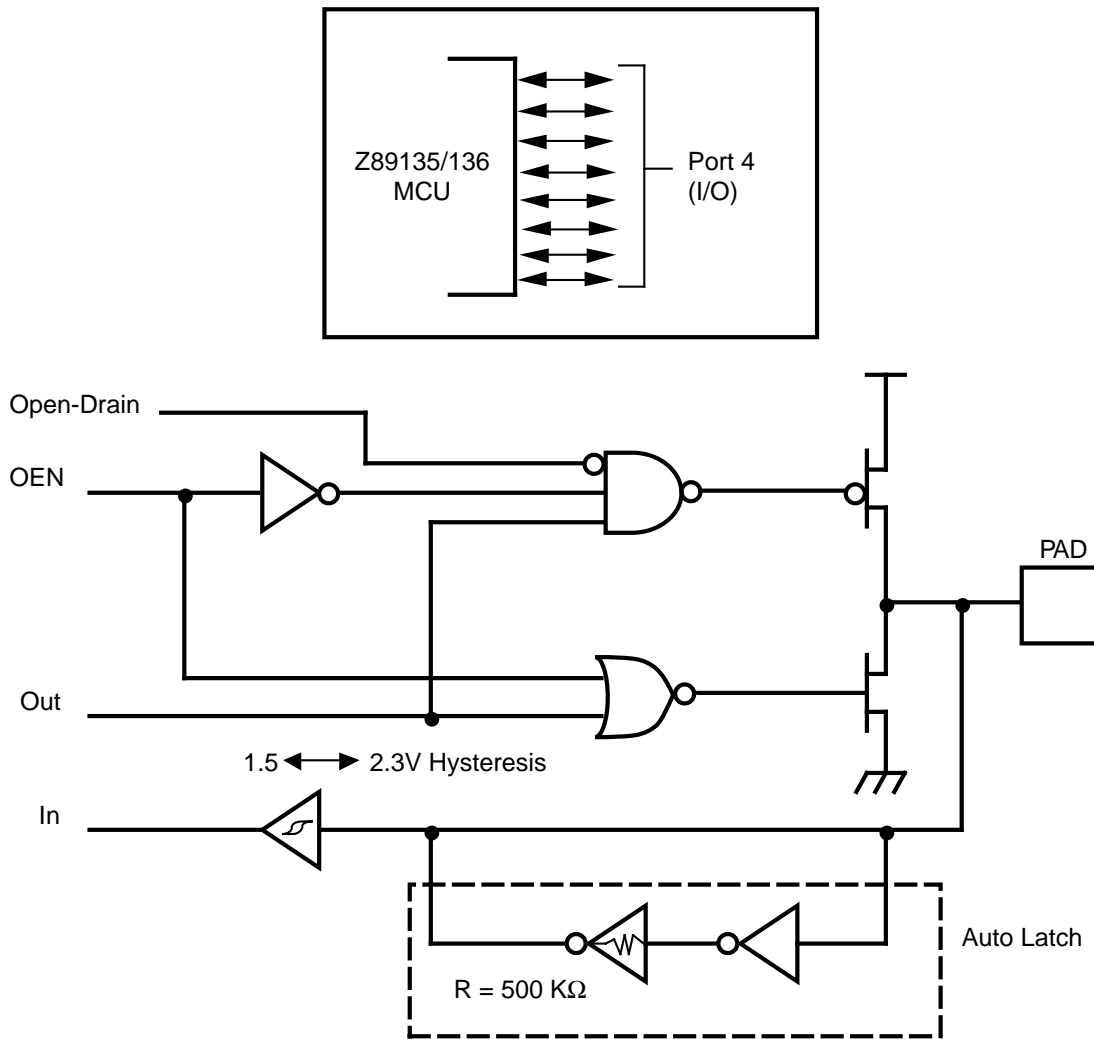 Z89135/136
MCU
Port 4
(I/O)
Open-Drain
OEN
PAD
Out
1.5 2.3V Hysteresis
In
Auto Latch
R = 500 KΩ